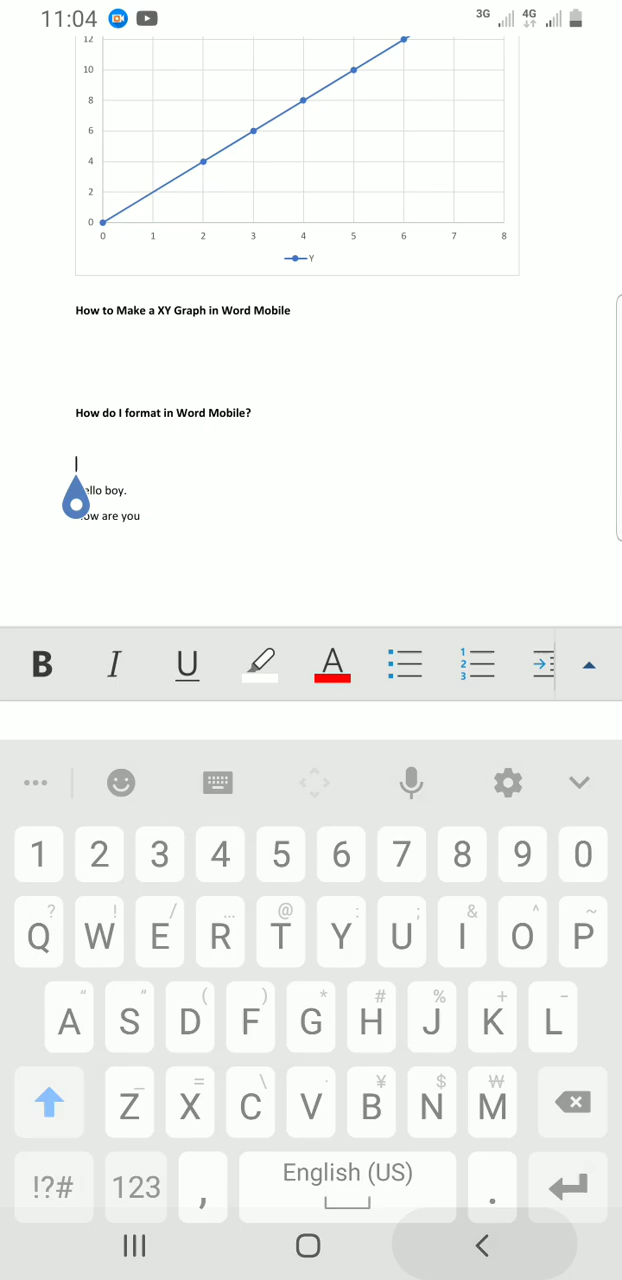 11:04
3G 4G
12
10
8
6
4
2
0
0 1 2 3 4 5 6 7 8
Y
How to Make a XY Graph in Word Mobile
How do I format in Word Mobile?
ello boy.
ow are you
B I U A 1 2 3
1 2 3 4 5 6 7 8 9 0
? ! / ... @ : ; & ^ ~
Q W E R T Y U I O P
" " ( ) * # % + -
A S D F G H J K L
_ = \ · ¥ $ ₩
Z X C V B N M
!?# 123 , English (US) .